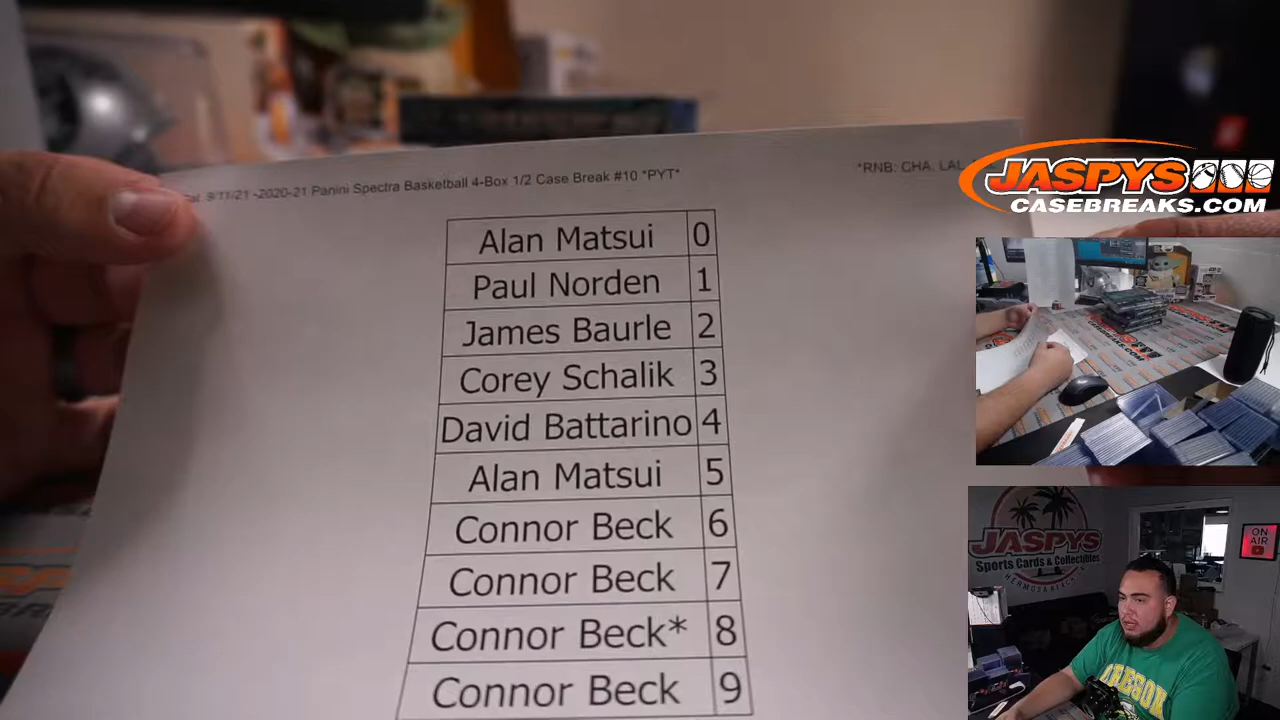 9/11/21 -2020-21 Panini Spectra Basketball 4-Box 1/2 Case Break #10 *PYT*
*RNB: CHA, LAL
Alan Matsui 0
Paul Norden 1
James Baurle 2
Corey Schalik 3
David Battarino 4
Alan Matsui 5
Connor Beck 6
Connor Beck 7
Connor Beck* 8
Connor Beck 9
JASPYS
CASEBREAKS.COM
JASPYS
Sports Cards & Collectibles
HERMOSA BEACH
ON
AIR
OREGON